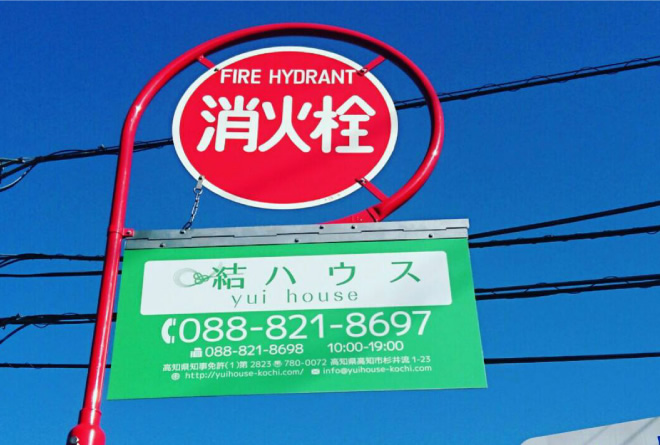 FIRE HYDRANT
消火栓
結ハウス
yui house
088-821-8697
088-821-8698 10:00-19:00
高知県知事免許(1)第2823号 780-0072 高知県高知市杉井流1-23
http://yuihouse-kochi.com/ info@yuihouse-kochi.com